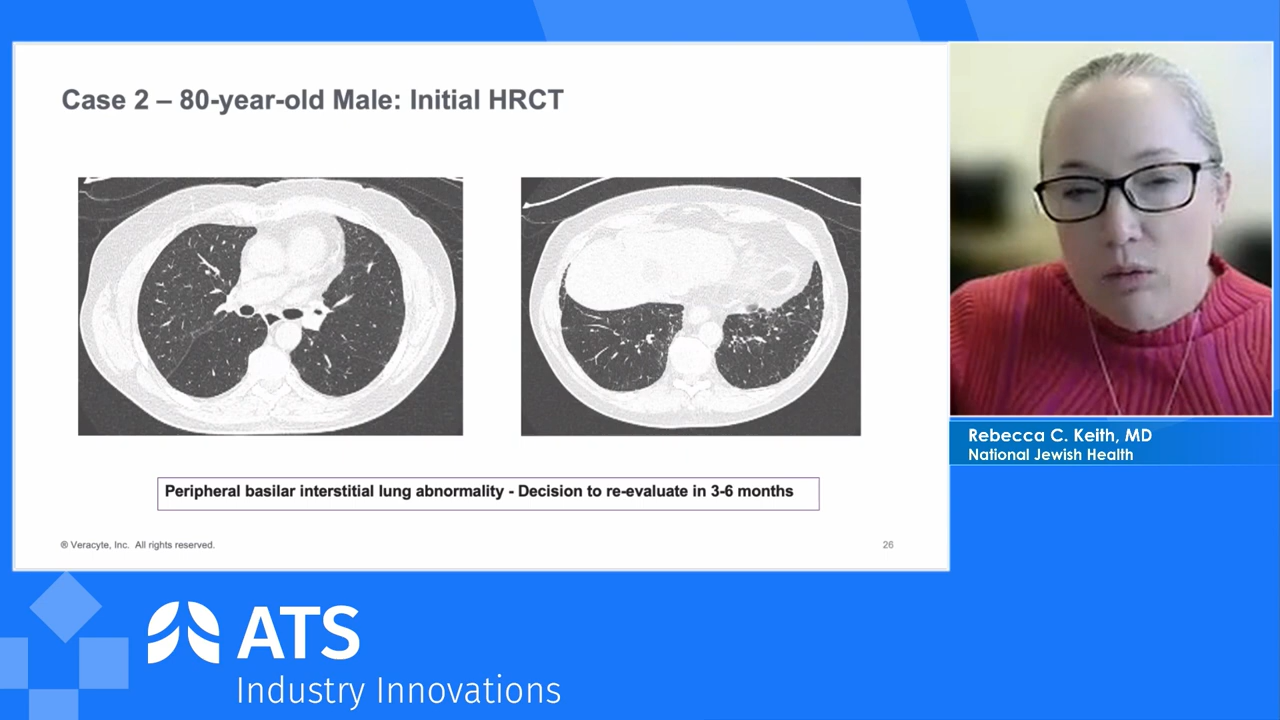 Case 2 – 80-year-old Male: Initial HRCT
Peripheral basilar interstitial lung abnormality - Decision to re-evaluate in 3-6 months
® Veracyte, Inc. All rights reserved.
26
Rebecca C. Keith, MD
National Jewish Health
ATS
Industry Innovations